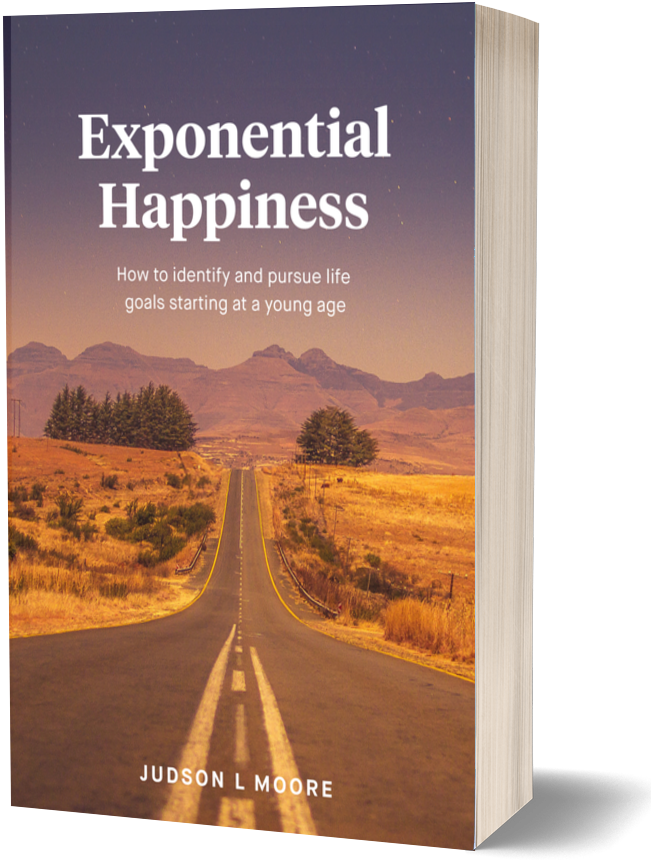 Exponential
Happiness
How to identify and pursue life
goals starting at a young age
JUDSON L MOORE